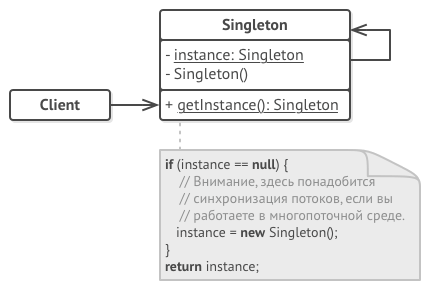 Singleton
- instance: Singleton
- Singleton()
Client
+ getInstance(): Singleton
if (instance == null) {
// Внимание, здесь понадобится
// синхронизация потоков, если вы
// работаете в многопоточной среде.
instance = new Singleton();
}
return instance;